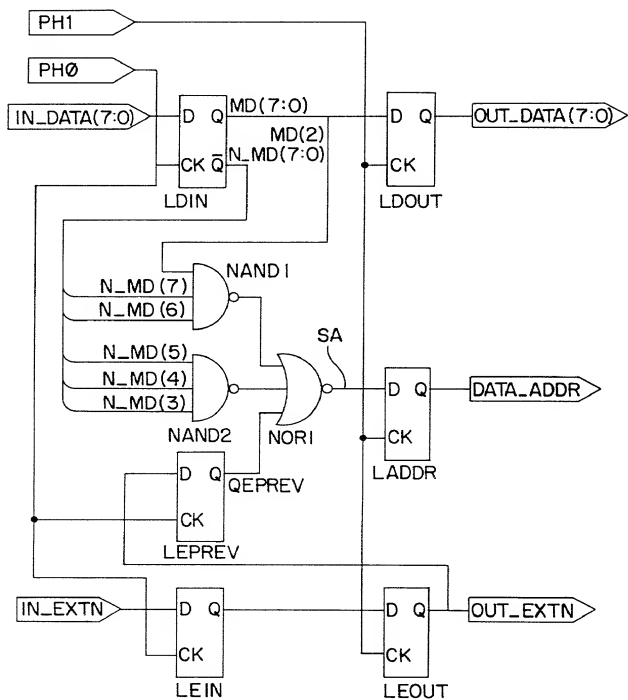 PH1
PHØ
IN_DATA(7:0)
D Q
MD(7:0)
MD(2)
N_MD(7:0)
CK Q̅
LDIN
D Q
CK
LDOUT
OUT_DATA(7:0)
NAND1
N_MD(7)
N_MD(6)
N_MD(5)
N_MD(4)
N_MD(3)
NAND2
NOR1
SA
D Q
CK
LADDR
DATA_ADDR
D Q
QEPREV
CK
LEPREV
IN_EXTN
D Q
CK
LEIN
D Q
CK
LEOUT
OUT_EXTN